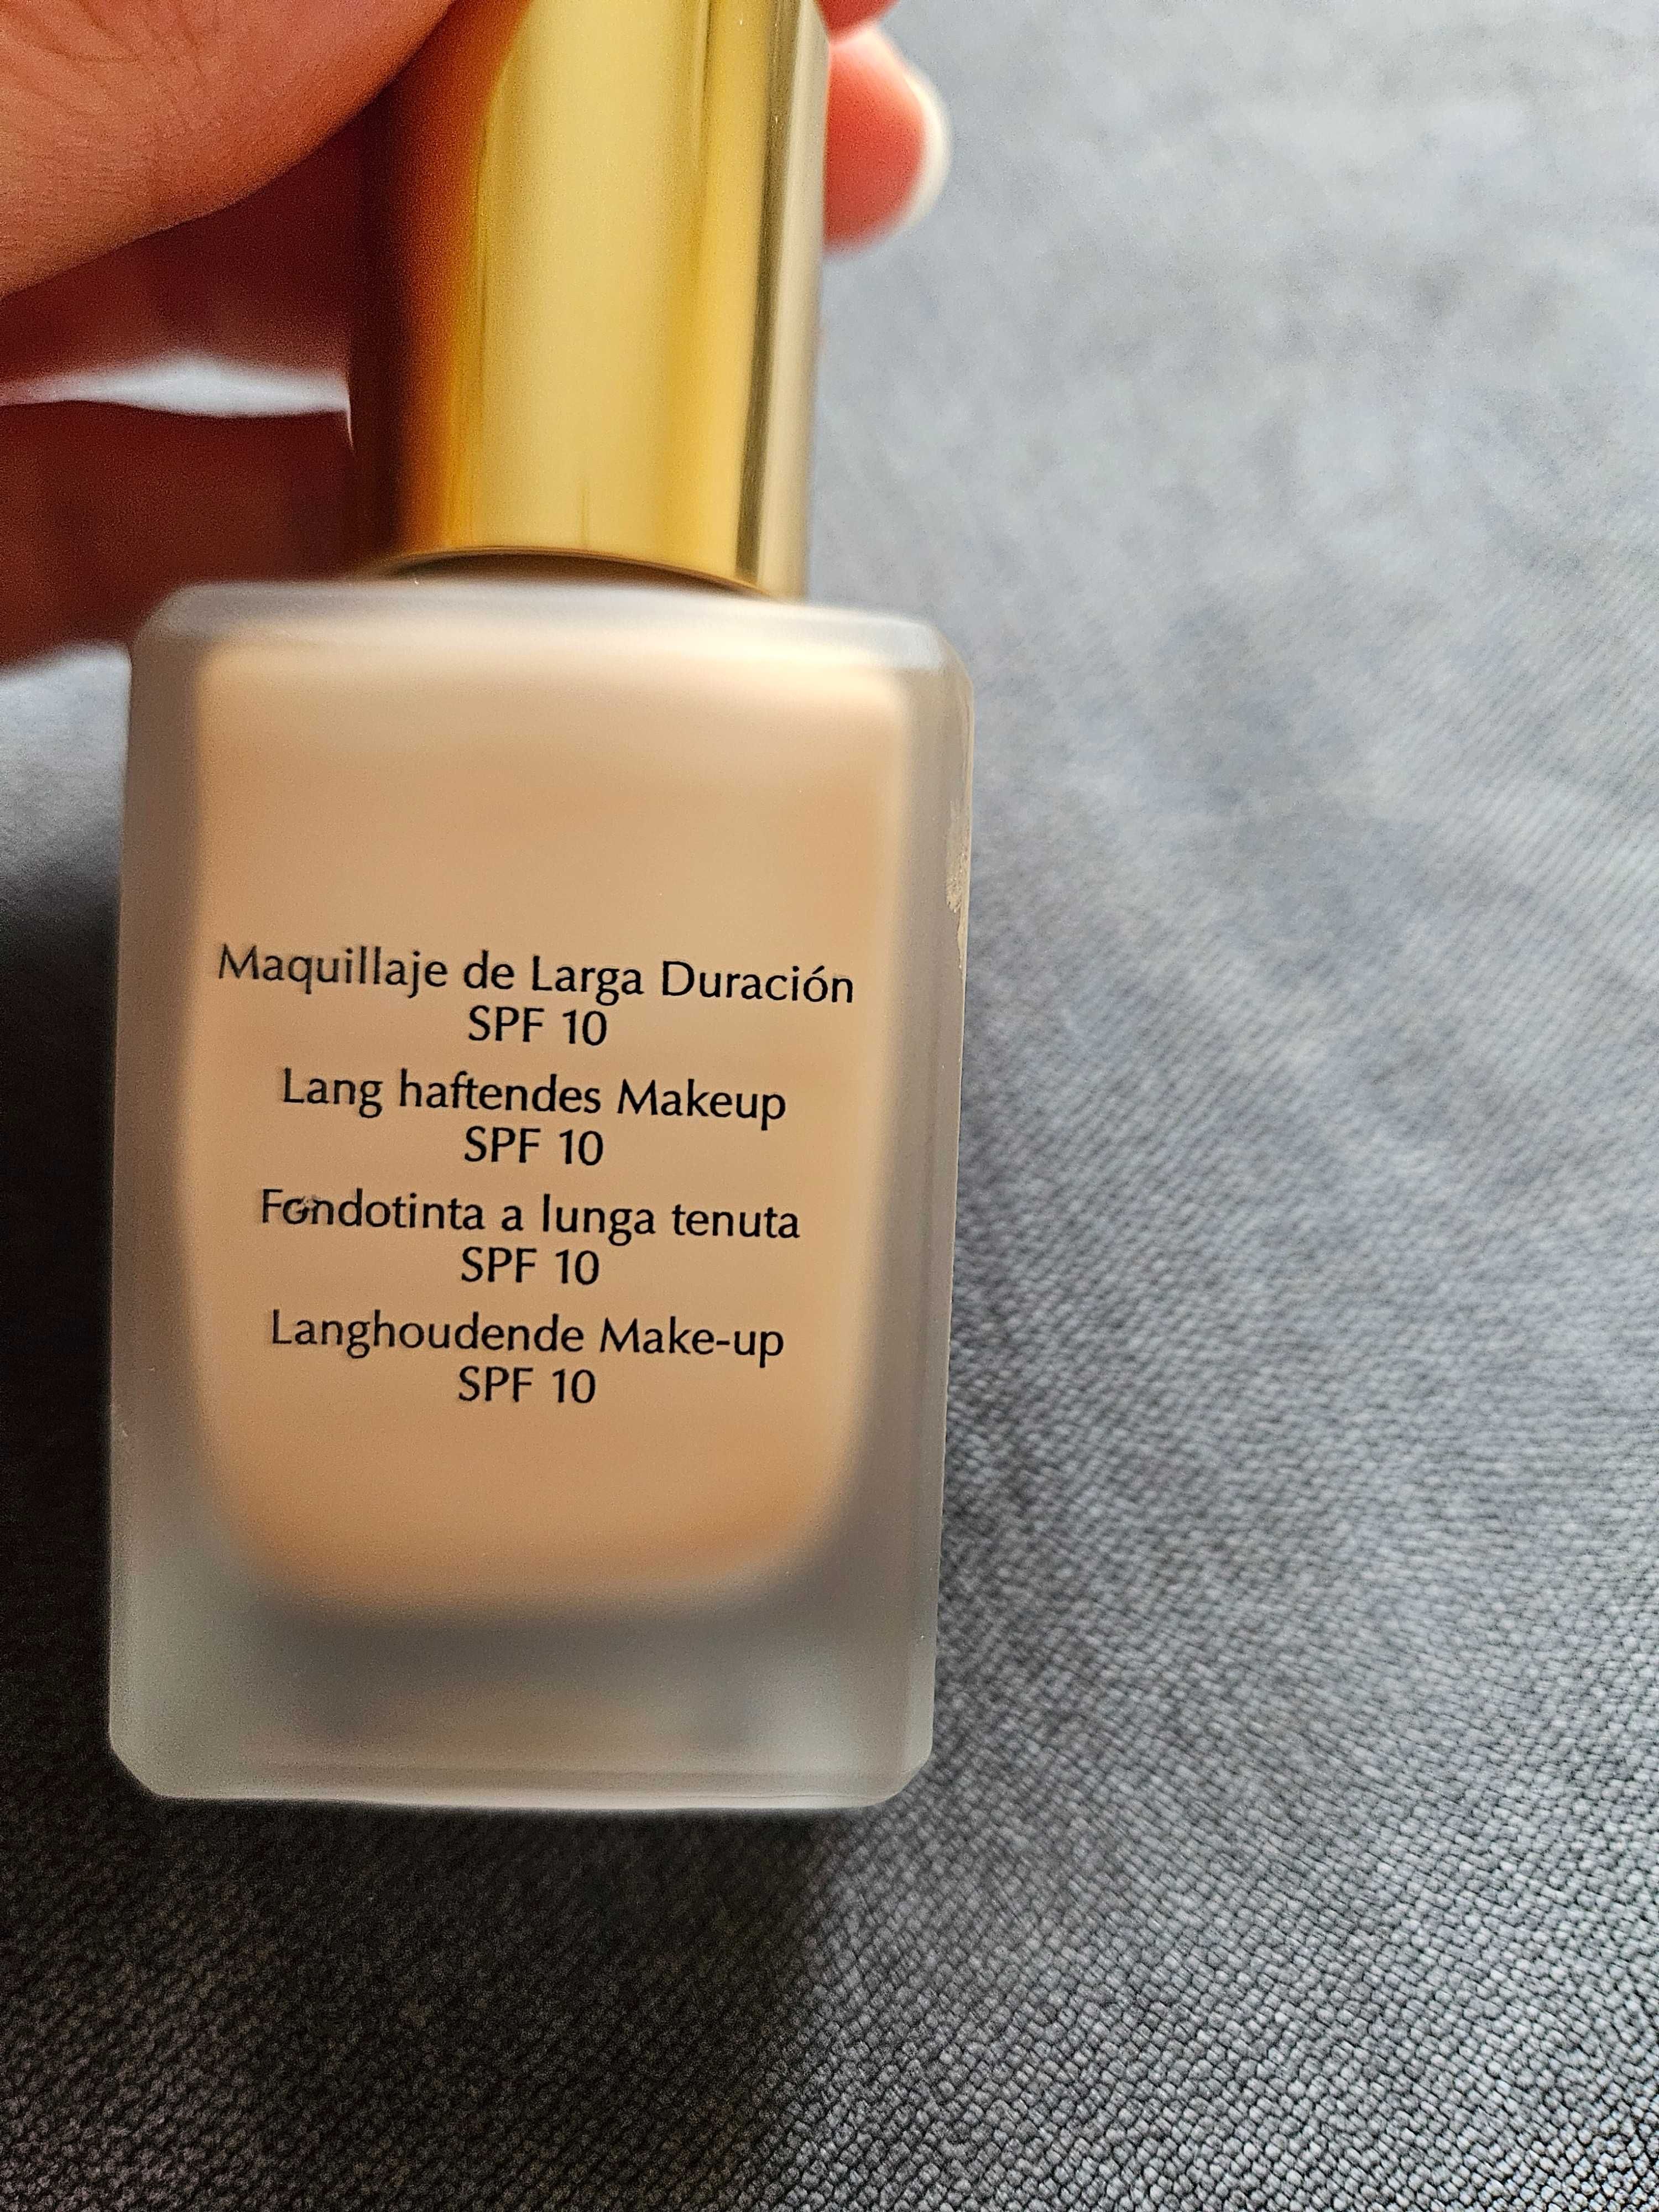 Maquillaje de Larga Duración
SPF 10
Lang haftendes Makeup
SPF 10
Fondotinta a lunga tenuta
SPF 10
Langhoudende Make-up
SPF 10